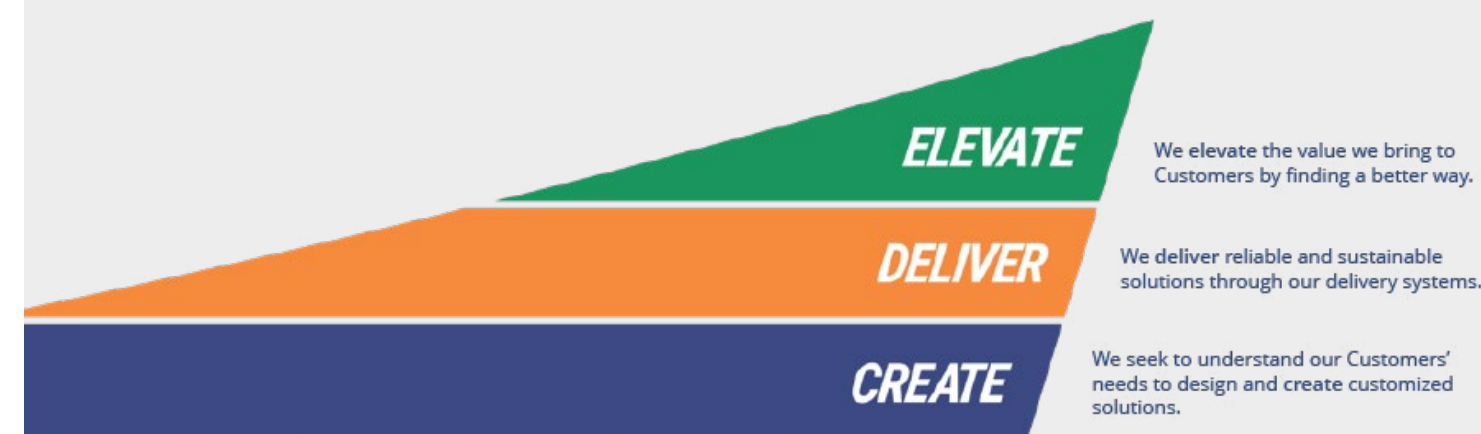 ELEVATE
We elevate the value we bring to
Customers by finding a better way.
DELIVER
We deliver reliable and sustainable
solutions through our delivery systems.
CREATE
We seek to understand our Customers’
needs to design and create customized
solutions.